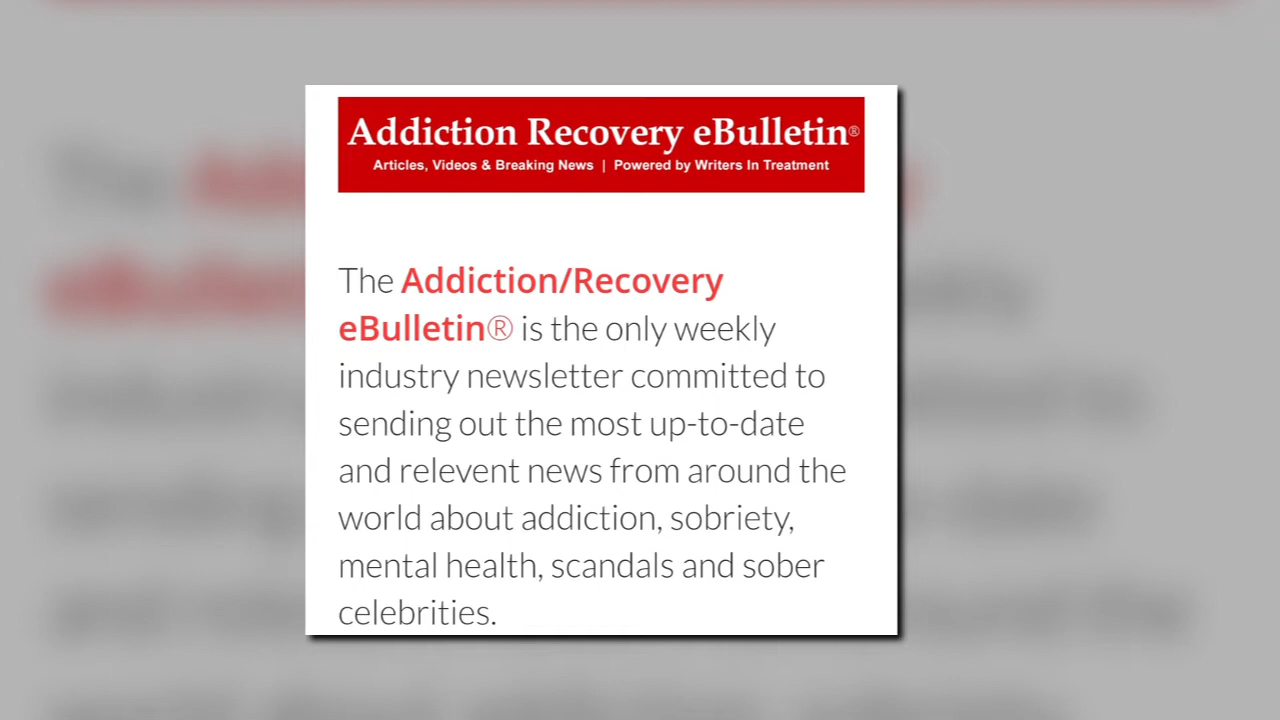 Addiction Recovery eBulletin®
Articles, Videos & Breaking News | Powered by Writers In Treatment
The Addiction/Recovery
eBulletin® is the only weekly
industry newsletter committed to
sending out the most up-to-date
and relevent news from around the
world about addiction, sobriety,
mental health, scandals and sober
celebrities.